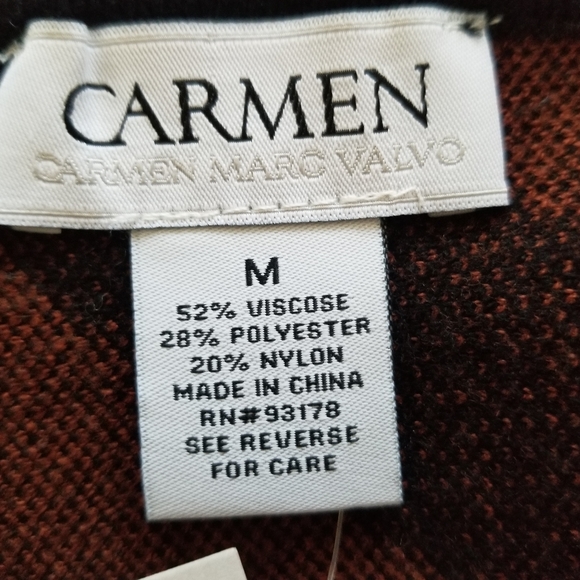 CARMEN
CARMEN MARC VALVO
M
52% VISCOSE
28% POLYESTER
20% NYLON
MADE IN CHINA
RN#93178
SEE REVERSE
FOR CARE